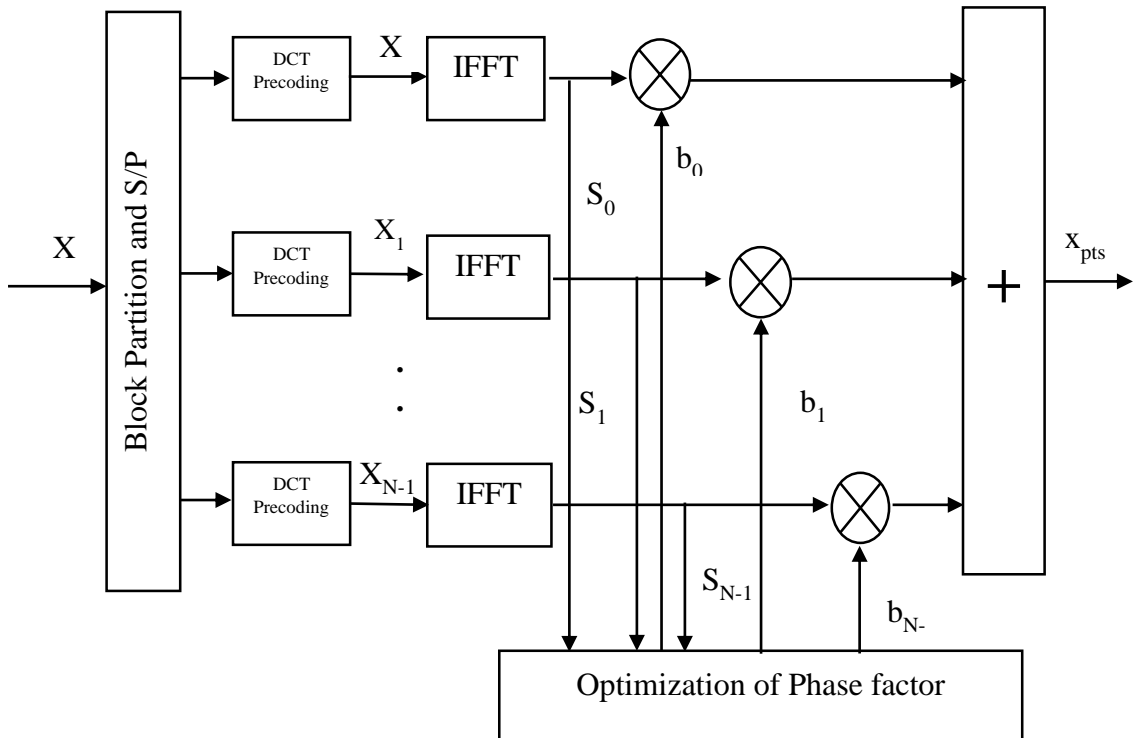 X
Block Partition and S/P
DCT
Precoding
X
IFFT
b0
S0
DCT
Precoding
X1
IFFT
S1
b1
.
.
DCT
Precoding
XN-1
IFFT
SN-1
bN-
+
xpts
Optimization of Phase factor